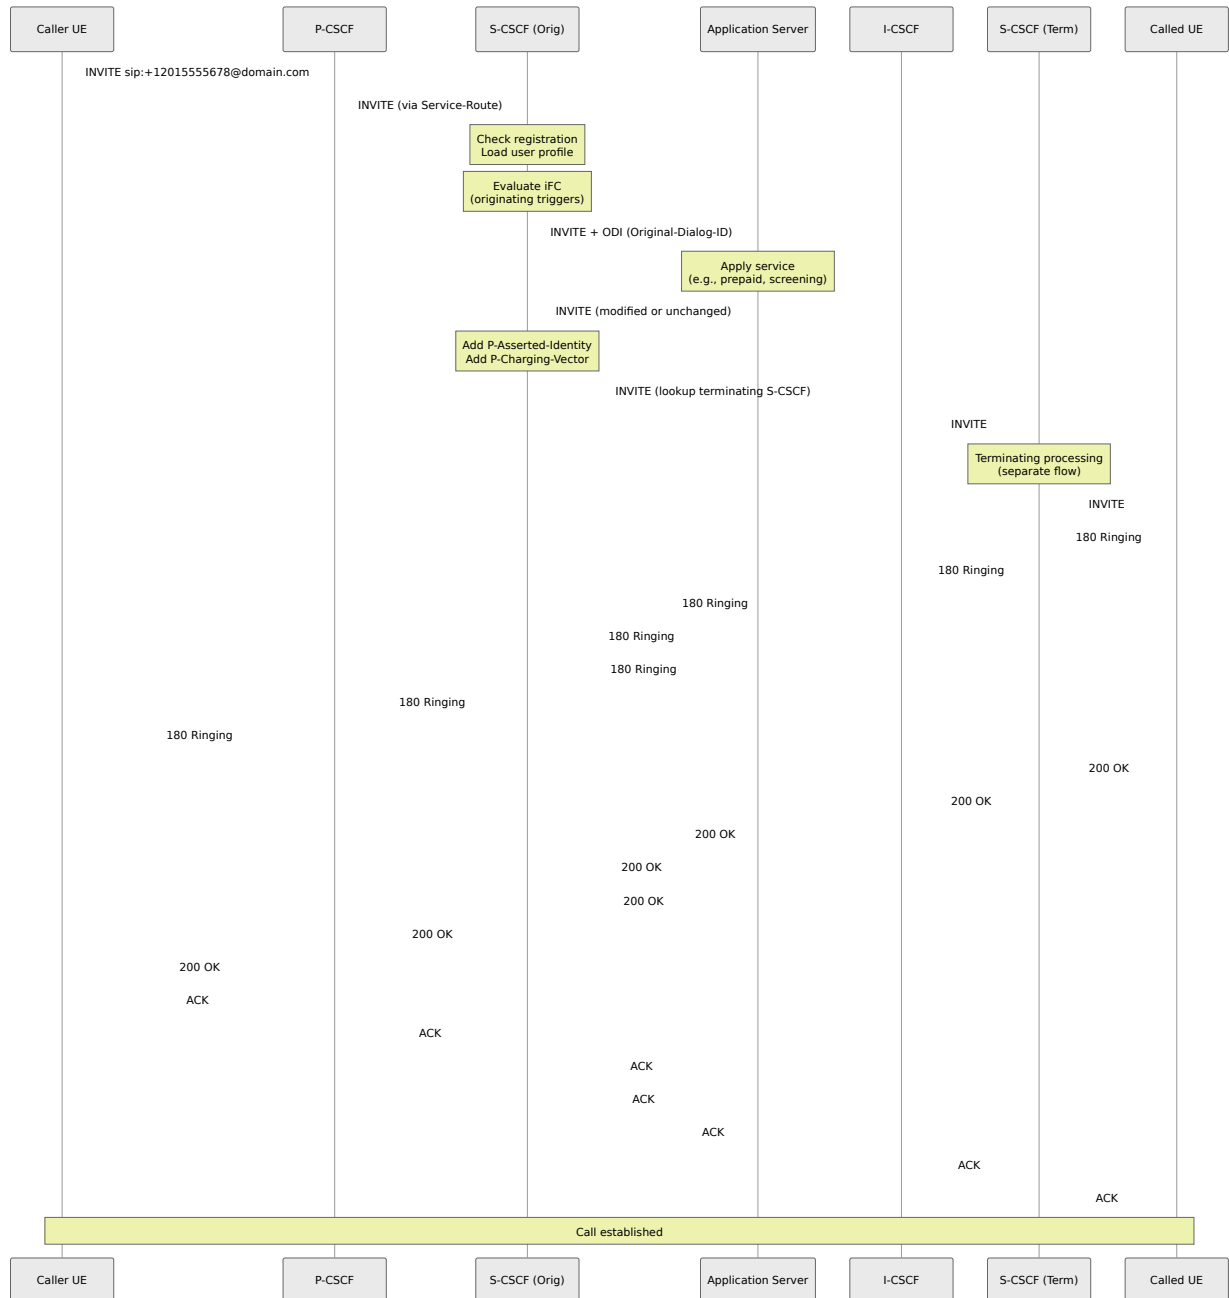 Caller UE
P-CSCF
S-CSCF (Orig)
Application Server
I-CSCF
S-CSCF (Term)
Called UE
INVITE sip:+12015555678@domain.com
INVITE (via Service-Route)
Check registration
Load user profile
Evaluate iFC
(originating triggers)
INVITE + ODI (Original-Dialog-ID)
Apply service
(e.g., prepaid, screening)
INVITE (modified or unchanged)
Add P-Asserted-Identity
Add P-Charging-Vector
INVITE (lookup terminating S-CSCF)
INVITE
Terminating processing
(separate flow)
INVITE
180 Ringing
180 Ringing
180 Ringing
180 Ringing
180 Ringing
180 Ringing
180 Ringing
200 OK
200 OK
200 OK
200 OK
200 OK
200 OK
200 OK
ACK
ACK
ACK
ACK
ACK
ACK
ACK
Call established
Caller UE
P-CSCF
S-CSCF (Orig)
Application Server
I-CSCF
S-CSCF (Term)
Called UE